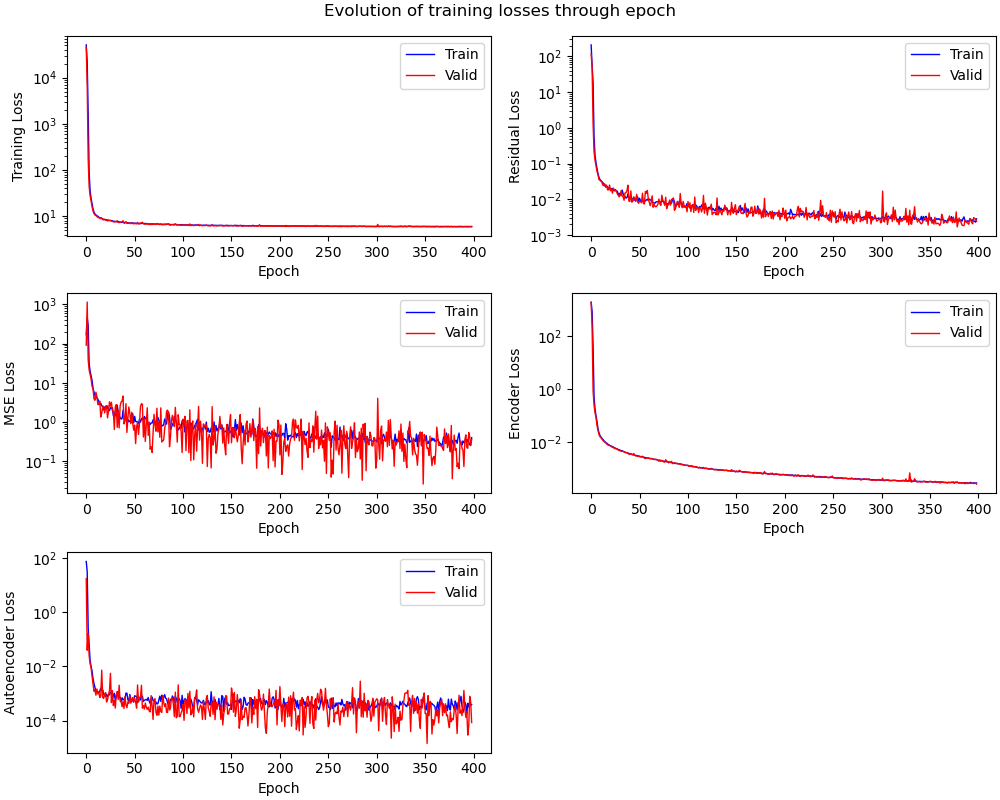 Evolution of training losses through epoch
Training Loss
10^4
10^3
10^2
10^1
Train
Valid
0 50 100 150 200 250 300 350 400
Epoch
Residual Loss
10^2
10^1
10^0
10^−1
10^−2
10^−3
Train
Valid
0 50 100 150 200 250 300 350 400
Epoch
MSE Loss
10^3
10^2
10^1
10^0
10^−1
Train
Valid
0 50 100 150 200 250 300 350 400
Epoch
Encoder Loss
10^2
10^0
10^−2
Train
Valid
0 50 100 150 200 250 300 350 400
Epoch
Autoencoder Loss
10^2
10^0
10^−2
10^−4
Train
Valid
0 50 100 150 200 250 300 350 400
Epoch